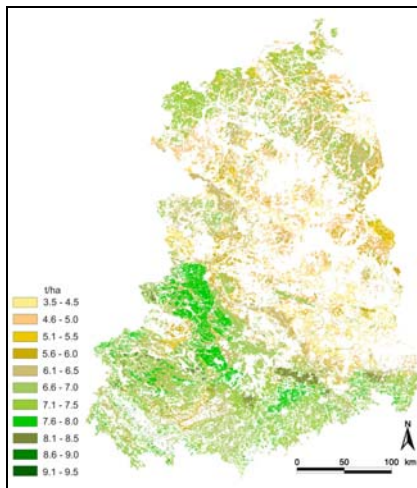 t/ha
3.5 - 4.5
4.6 - 5.0
5.1 - 5.5
5.6 - 6.0
6.1 - 6.5
6.6 - 7.0
7.1 - 7.5
7.6 - 8.0
8.1 - 8.5
8.6 - 9.0
9.1 - 9.5
N
0 50 100 km